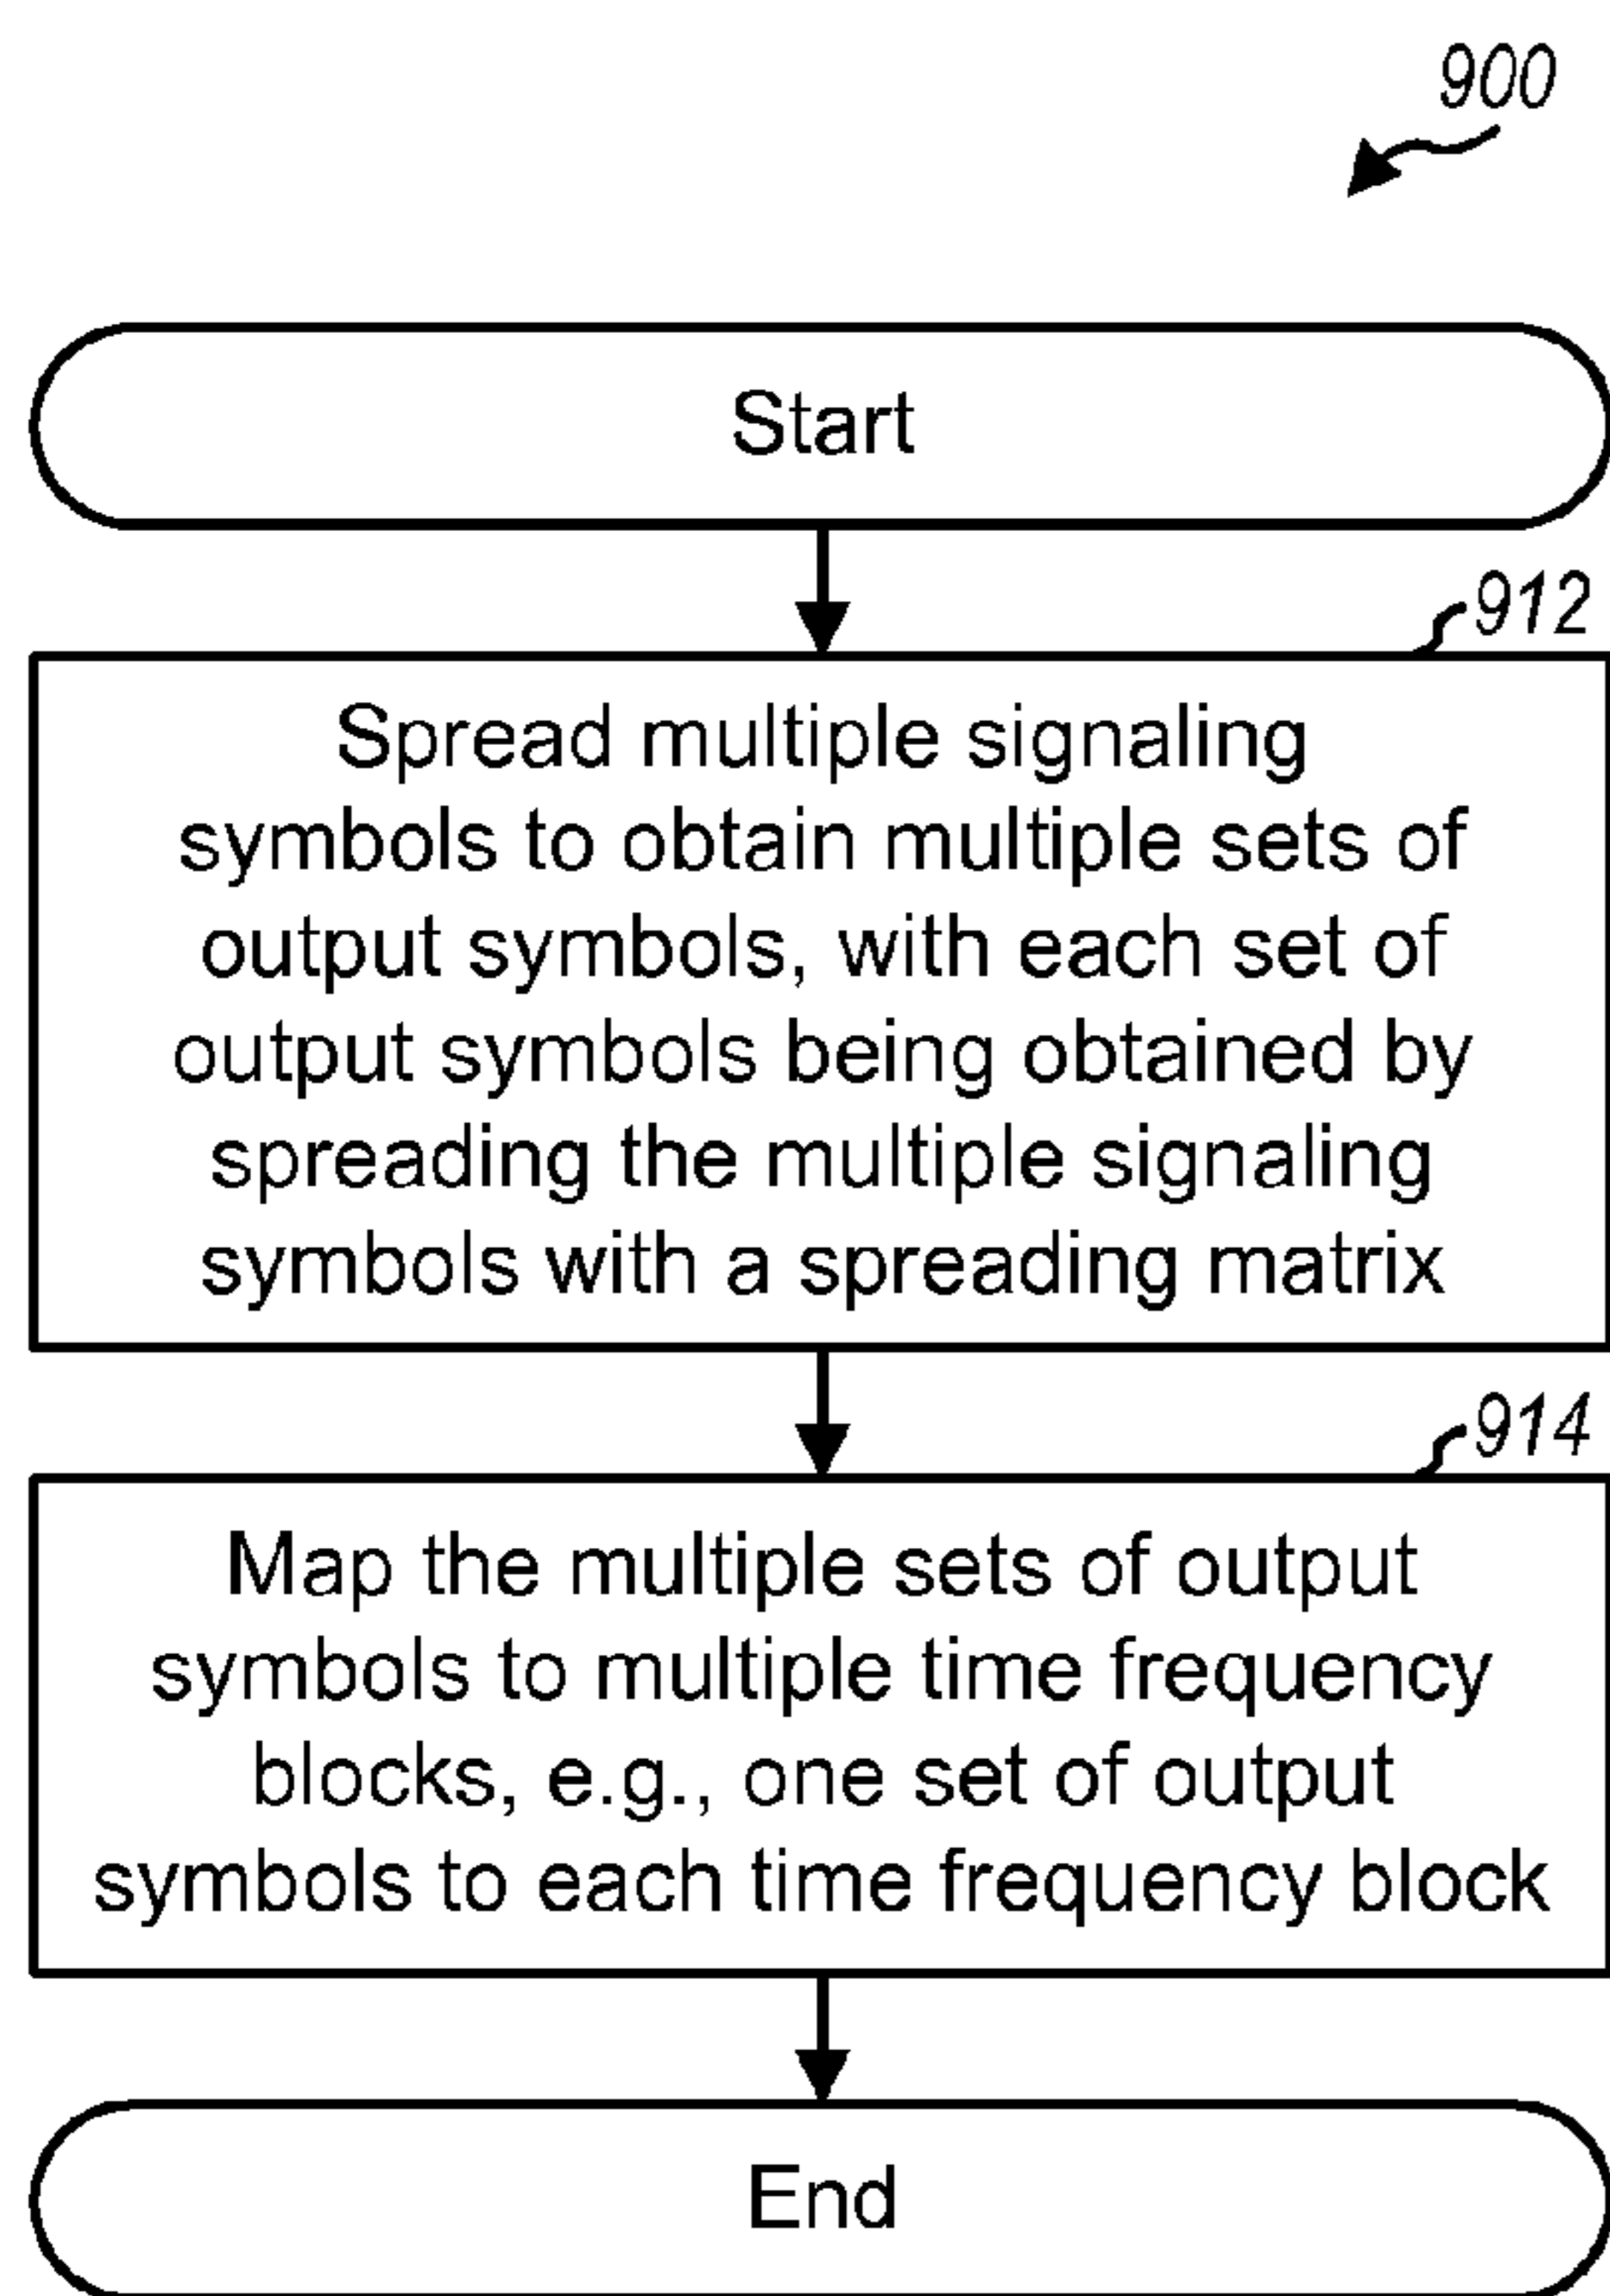 900
Start
912
Spread multiple signaling
symbols to obtain multiple sets of
output symbols, with each set of
output symbols being obtained by
spreading the multiple signaling
symbols with a spreading matrix
914
Map the multiple sets of output
symbols to multiple time frequency
blocks, e.g., one set of output
symbols to each time frequency block
End